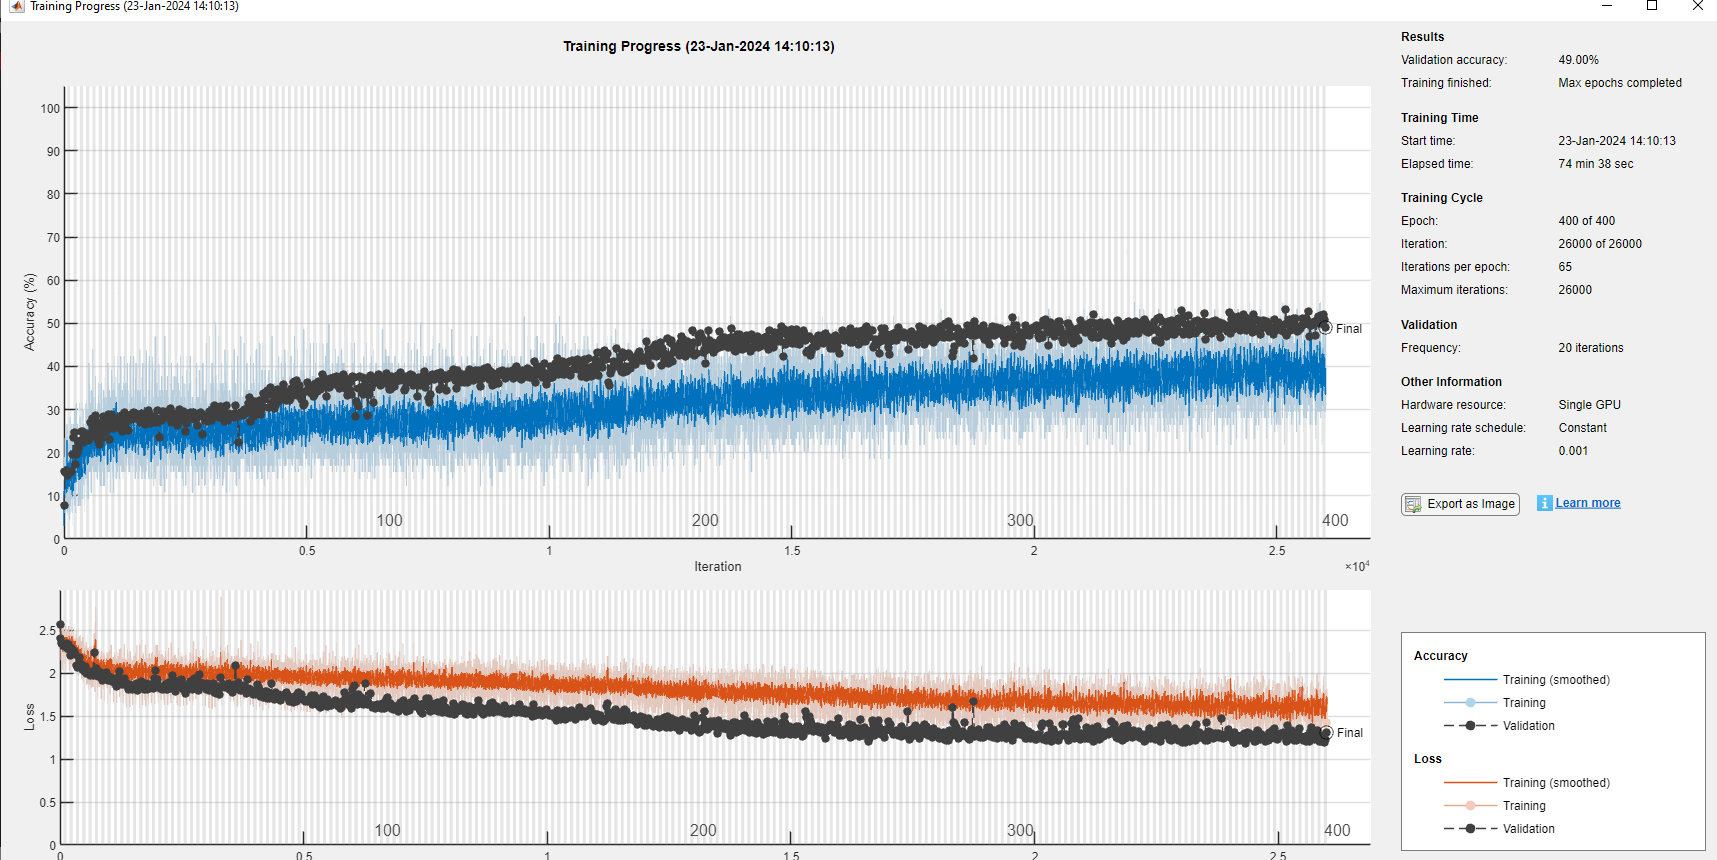 Training Progress (23-Jan-2024 14:10:13)
Training Progress (23-Jan-2024 14:10:13)
100
90
80
70
60
50
40
30
20
10
0
Accuracy (%)
Final
100 200 300 400
0 0.5 1 1.5 2 2.5
Iteration
×10⁴
2.5
2
1.5
1
0.5
0
Loss
Final
100 200 300 400
0 0.5 1 1.5 2 2.5
Results
Validation accuracy: 49.00%
Training finished: Max epochs completed
Training Time
Start time: 23-Jan-2024 14:10:13
Elapsed time: 74 min 38 sec
Training Cycle
Epoch: 400 of 400
Iteration: 26000 of 26000
Iterations per epoch: 65
Maximum iterations: 26000
Validation
Frequency: 20 iterations
Other Information
Hardware resource: Single GPU
Learning rate schedule: Constant
Learning rate: 0.001
Export as Image
i Learn more
Accuracy
Training (smoothed)
Training
Validation
Loss
Training (smoothed)
Training
Validation